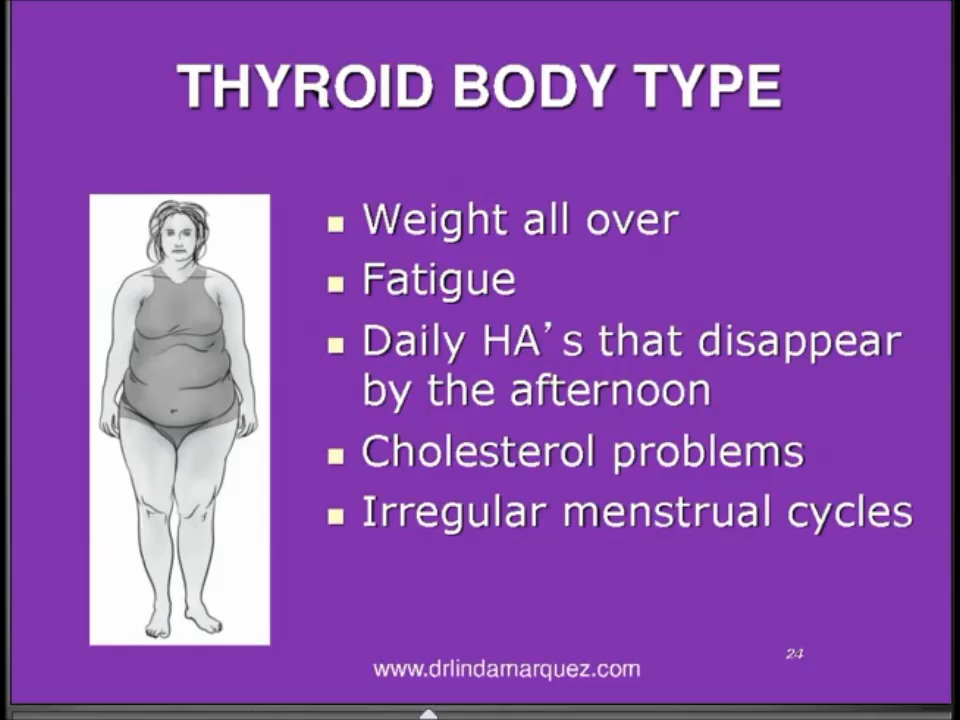 THYROID BODY TYPE
Weight all over
Fatigue
Daily HA's that disappear
by the afternoon
Cholesterol problems
Irregular menstrual cycles
24
www.drlindamarquez.com